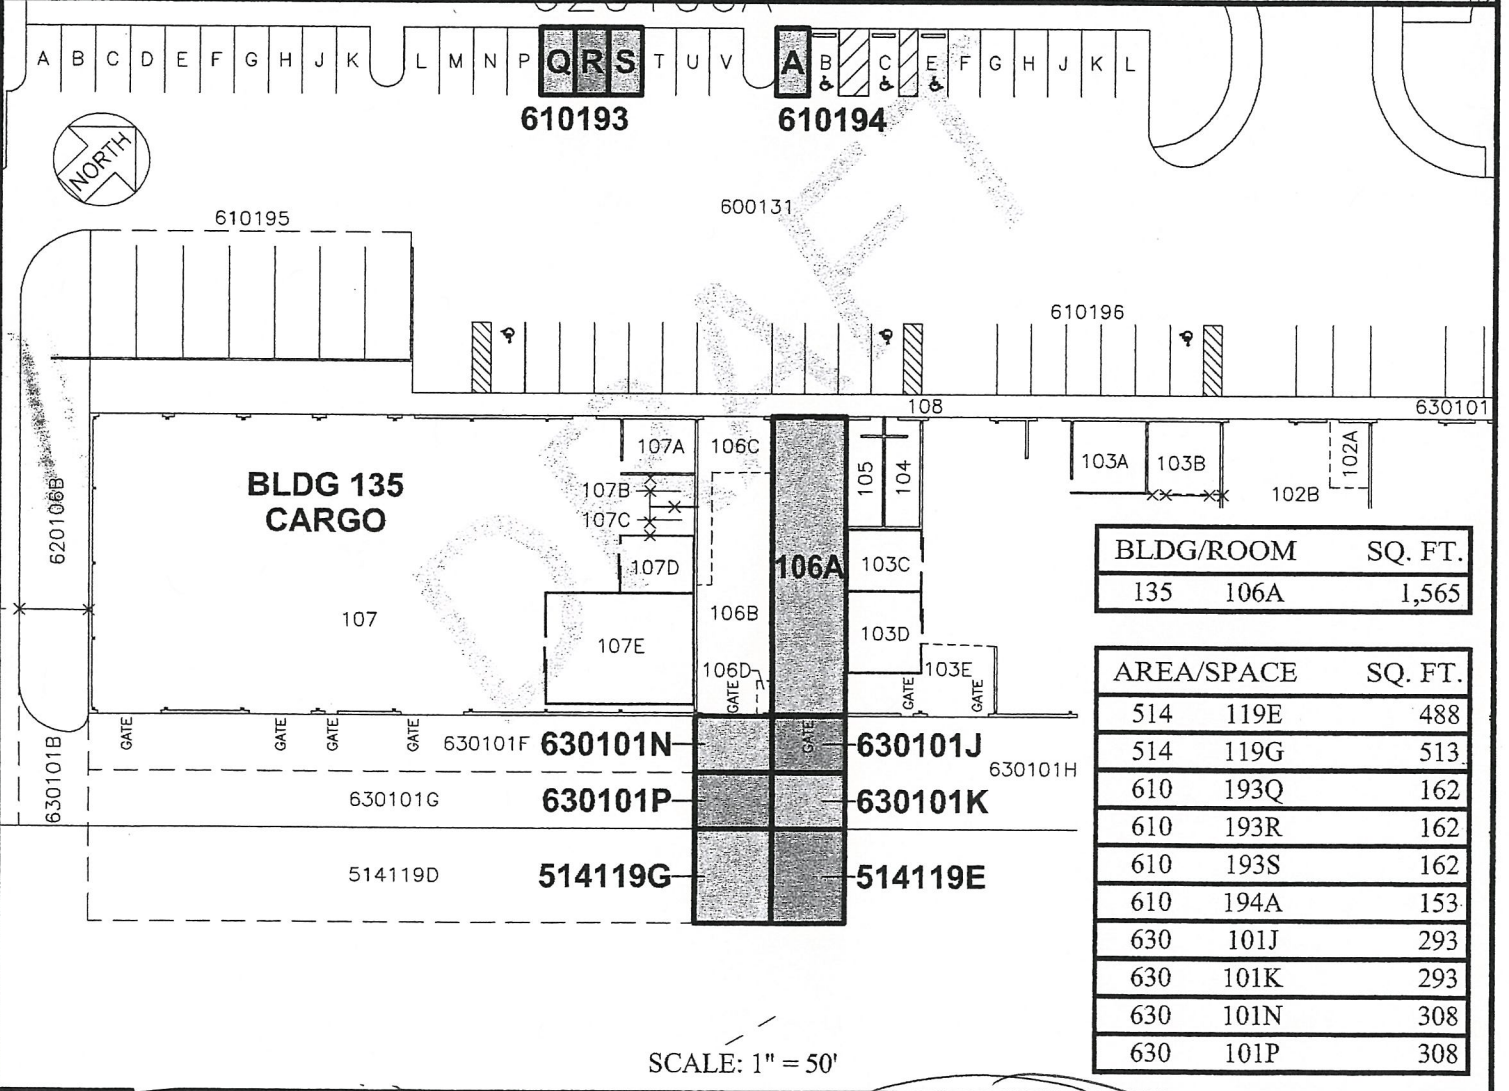 A B C D E F G H J K L M N P Q R S T U V A B C E F G H J K L
610193 610194
NORTH
600131
610195
610196
108 630101
107A 106C 105 104 103A 103B 102A
BLDG 135
CARGO
107B
107C
102B
620106B
107D 106A 103C
107 106B
107E 103D
106D 103E
GATE GATE GATE
GATE GATE GATE GATE GATE
630101B
630101F 630101N 630101J
630101H
630101G 630101P 630101K
514119D 514119G 514119E
DRAFT
BLDG/ROOM SQ. FT.
135 106A 1,565
AREA/SPACE SQ. FT.
514 119E 488
514 119G 513
610 193Q 162
610 193R 162
610 193S 162
610 194A 153
630 101J 293
630 101K 293
630 101N 308
630 101P 308
SCALE: 1" = 50'